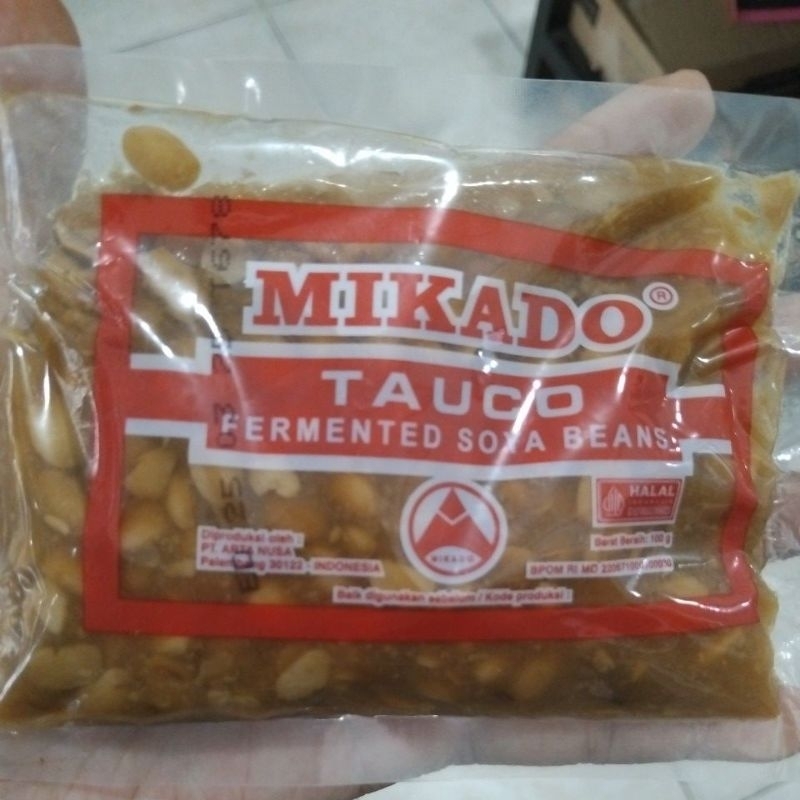 MIKADO®
TAUCO
FERMENTED SOYA BEANS
MIKADO
HALAL
INDONESIA
Diproduksi oleh :
PT. ARTA NUSA
Palembang 30122 - INDONESIA
Berat Bersih: 100 g
BPOM RI MD
Baik digunakan sebelum / Kode produksi :